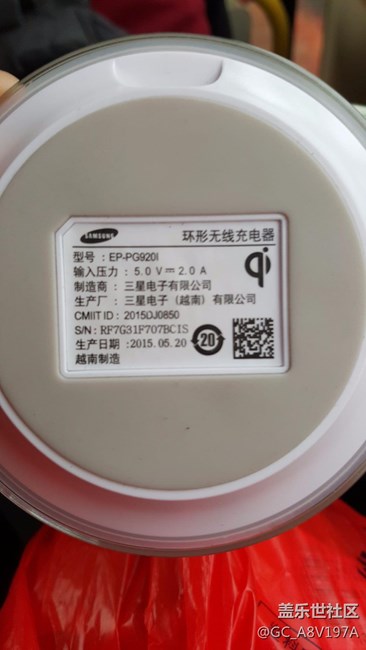 SAMSUNG
环形无线充电器
型号 : EP-PG920I
输入压力 : 5.0 V⎓2.0 A
制造商 : 三星电子有限公司
生产厂 : 三星电子 (越南) 有限公司
CMIIT ID : 2015DJ0850
S/N : RF7G31F707BCIS
生产日期 : 2015.05.20
20
越南制造
盖乐世社区
@GC_A8V197A